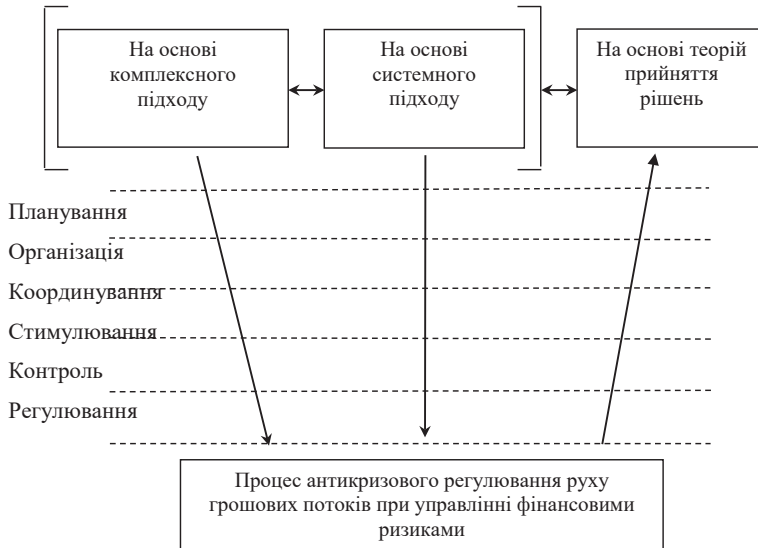 На основі
комплексного
підходу
На основі
системного
підходу
На основі теорій
прийняття
рішень
Планування
Організація
Координування
Стимулювання
Контроль
Регулювання
Процес антикризового регулювання руху
грошових потоків при управлінні фінансовими
ризиками